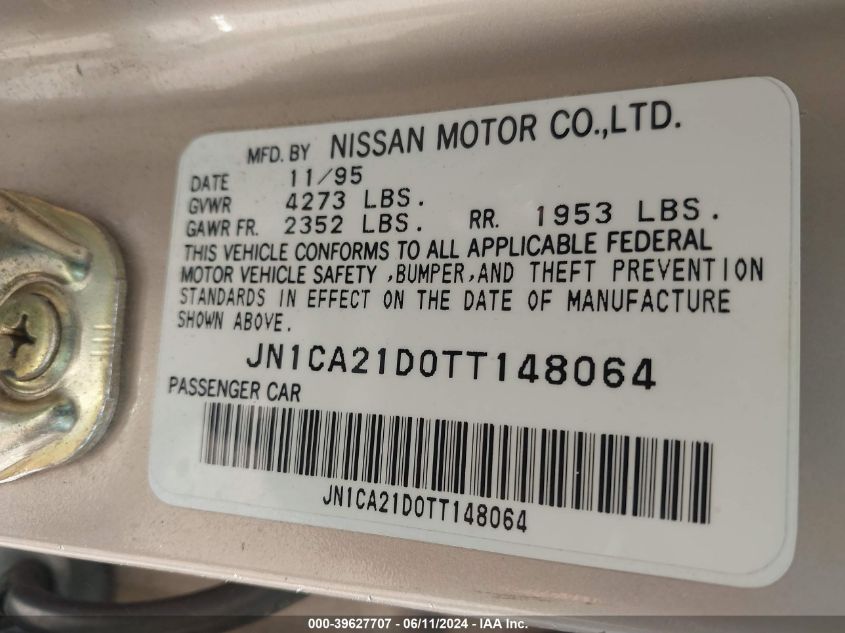 MFD. BY NISSAN MOTOR CO.,LTD.
DATE 11/95
GVWR 4273 LBS.
GAWR FR. 2352 LBS. RR. 1953 LBS.
THIS VEHICLE CONFORMS TO ALL APPLICABLE FEDERAL
MOTOR VEHICLE SAFETY ,BUMPER,AND THEFT PREVENTION
STANDARDS IN EFFECT ON THE DATE OF MANUFACTURE
SHOWN ABOVE.
JN1CA21D0TT148064
PASSENGER CAR
JN1CA21D0TT148064
000-39627707 - 06/11/2024 - IAA Inc.